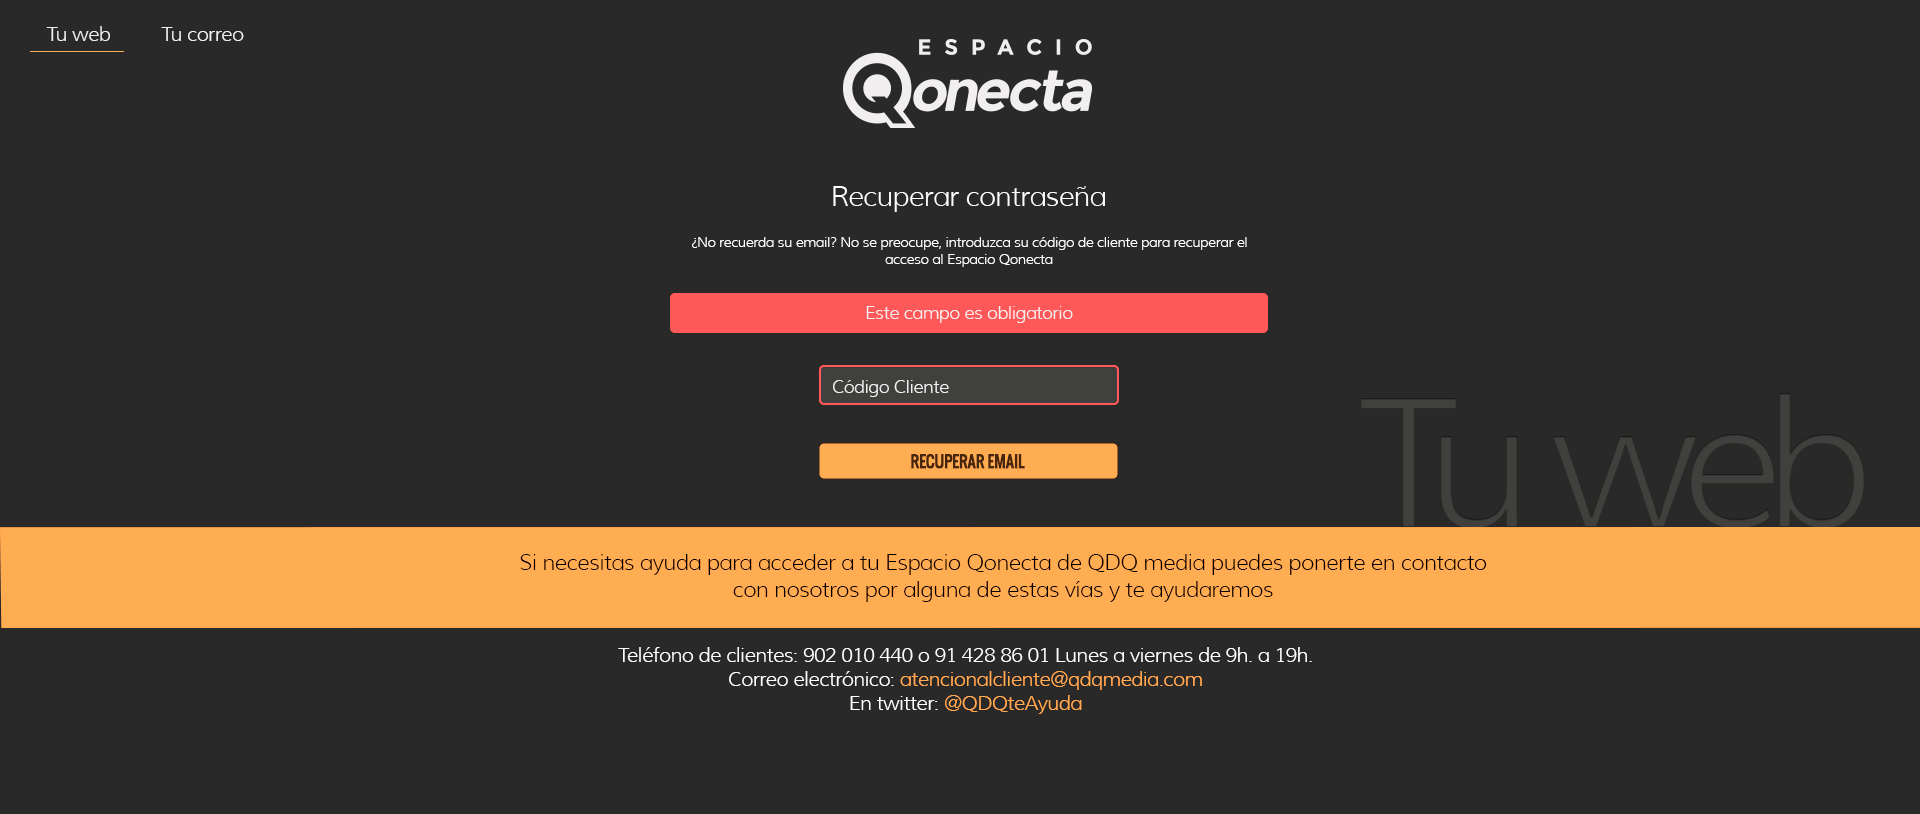 Tu web Tu correo
ESPACIO
Qonecta
Recuperar contraseña
¿No recuerda su email? No se preocupe, introduzca su código de cliente para recuperar el
acceso al Espacio Qonecta
Este campo es obligatorio
Código Cliente
RECUPERAR EMAIL
Tu web
Si necesitas ayuda para acceder a tu Espacio Qonecta de QDQ media puedes ponerte en contacto
con nosotros por alguna de estas vías y te ayudaremos
Teléfono de clientes: 902 010 440 o 91 428 86 01 Lunes a viernes de 9h. a 19h.
Correo electrónico: atencionalcliente@qdqmedia.com
En twitter: @QDQteAyuda